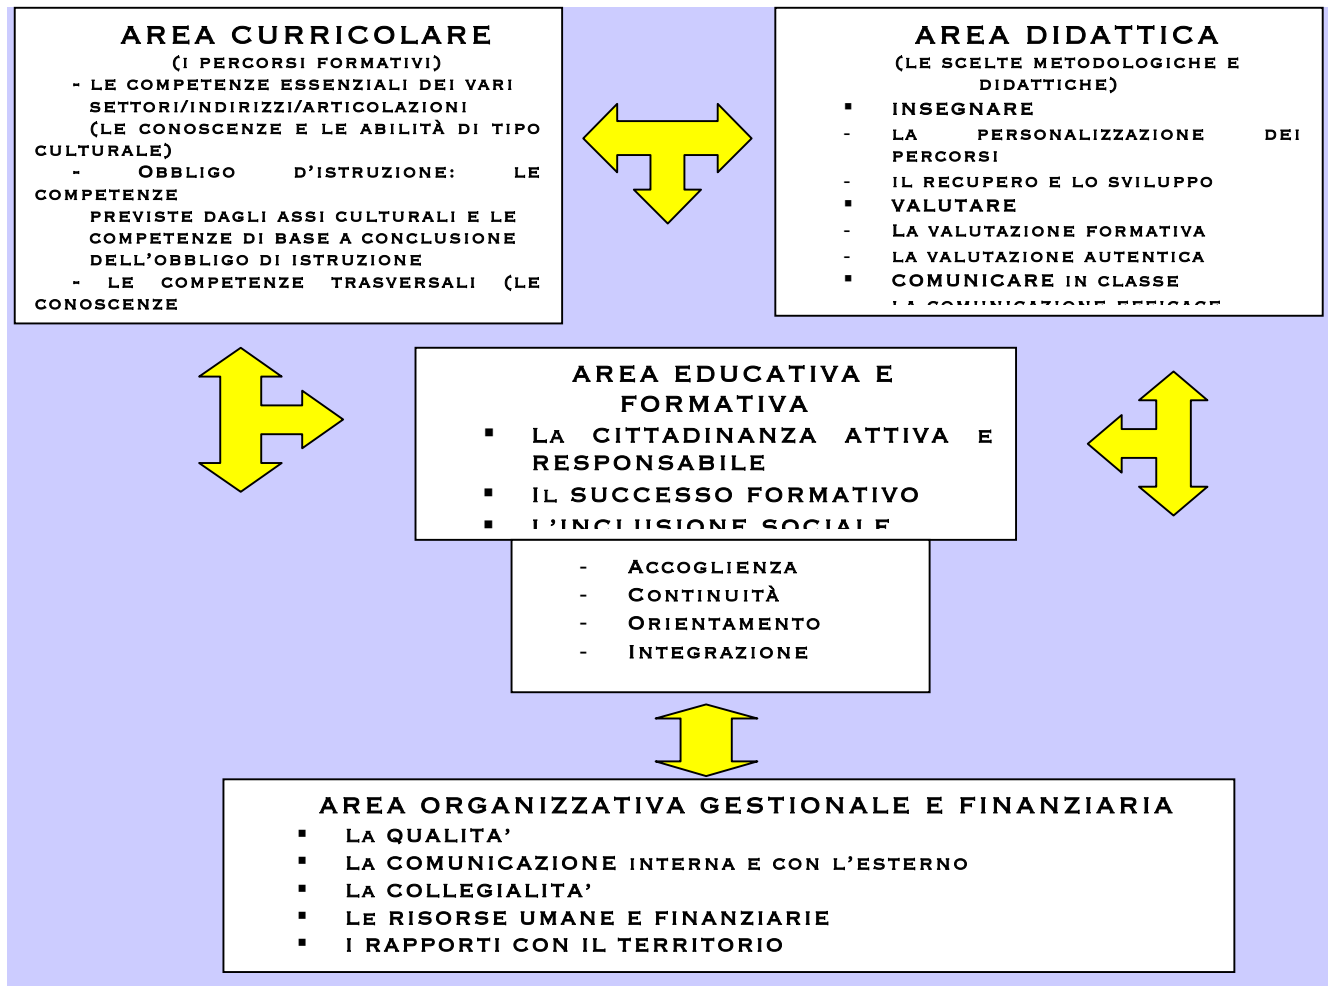 AREA CURRICOLARE
(I PERCORSI FORMATIVI)
- LE COMPETENZE ESSENZIALI DEI VARI
SETTORI/INDIRIZZI/ARTICOLAZIONI
(LE CONOSCENZE E LE ABILITÀ DI TIPO
CULTURALE)
- OBBLIGO D'ISTRUZIONE: LE
COMPETENZE
PREVISTE DAGLI ASSI CULTURALI E LE
COMPETENZE DI BASE A CONCLUSIONE
DELL'OBBLIGO DI ISTRUZIONE
- LE COMPETENZE TRASVERSALI (LE
CONOSCENZE
AREA DIDATTICA
(LE SCELTE METODOLOGICHE E
DIDATTICHE)
▪ INSEGNARE
- LA PERSONALIZZAZIONE DEI
PERCORSI
- IL RECUPERO E LO SVILUPPO
▪ VALUTARE
- LA VALUTAZIONE FORMATIVA
- LA VALUTAZIONE AUTENTICA
▪ COMUNICARE IN CLASSE
LA COMUNICAZIONE EFFICACE
AREA EDUCATIVA E
FORMATIVA
▪ LA CITTADINANZA ATTIVA E
RESPONSABILE
▪ IL SUCCESSO FORMATIVO
▪ L'INCLUSIONE SOCIALE
- ACCOGLIENZA
- CONTINUITÀ
- ORIENTAMENTO
- INTEGRAZIONE
AREA ORGANIZZATIVA GESTIONALE E FINANZIARIA
▪ LA QUALITA'
▪ LA COMUNICAZIONE INTERNA E CON L'ESTERNO
▪ LA COLLEGIALITA'
▪ LE RISORSE UMANE E FINANZIARIE
▪ I RAPPORTI CON IL TERRITORIO